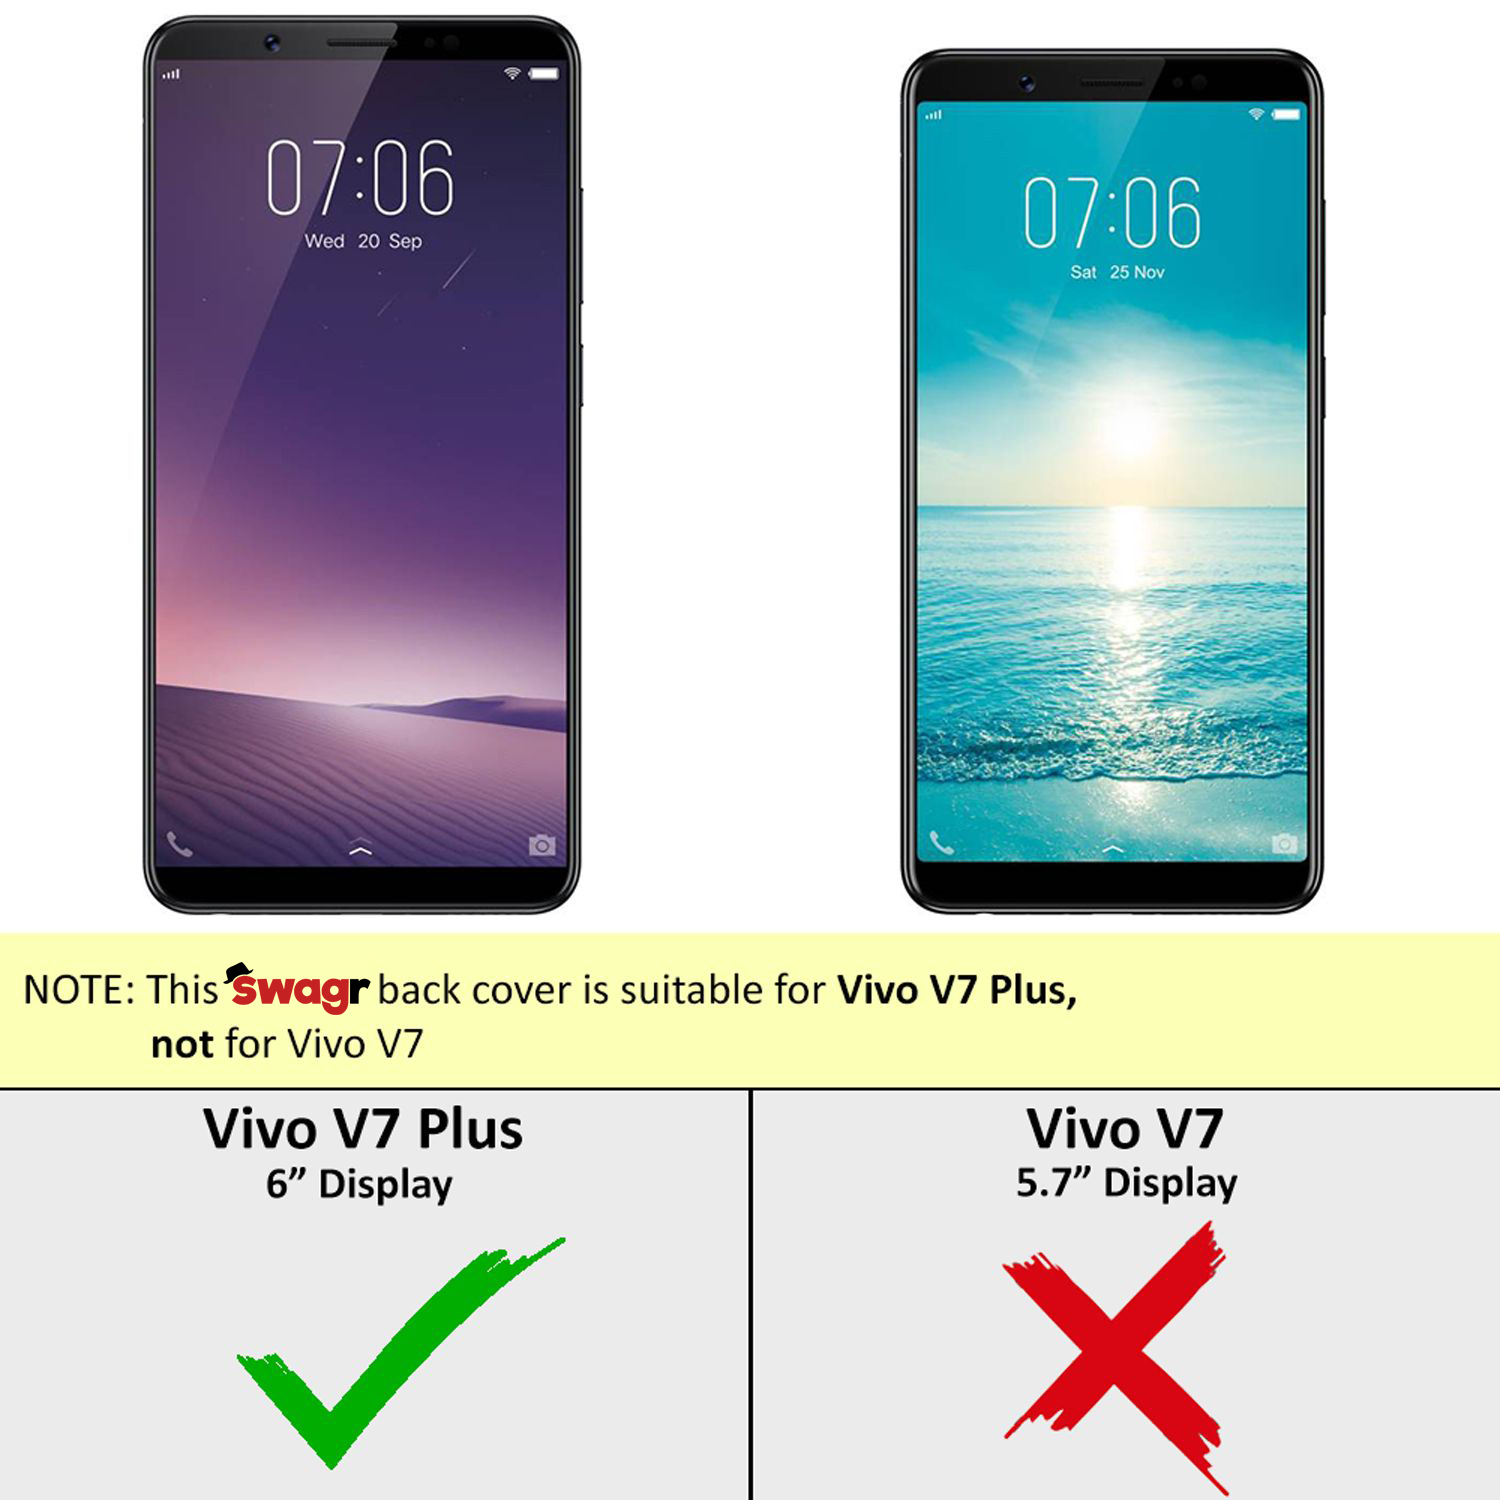 07:06
Wed 20 Sep
07:06
Sat 25 Nov
NOTE: This Swagr back cover is suitable for Vivo V7 Plus,
not for Vivo V7
Vivo V7 Plus
6” Display
Vivo V7
5.7” Display